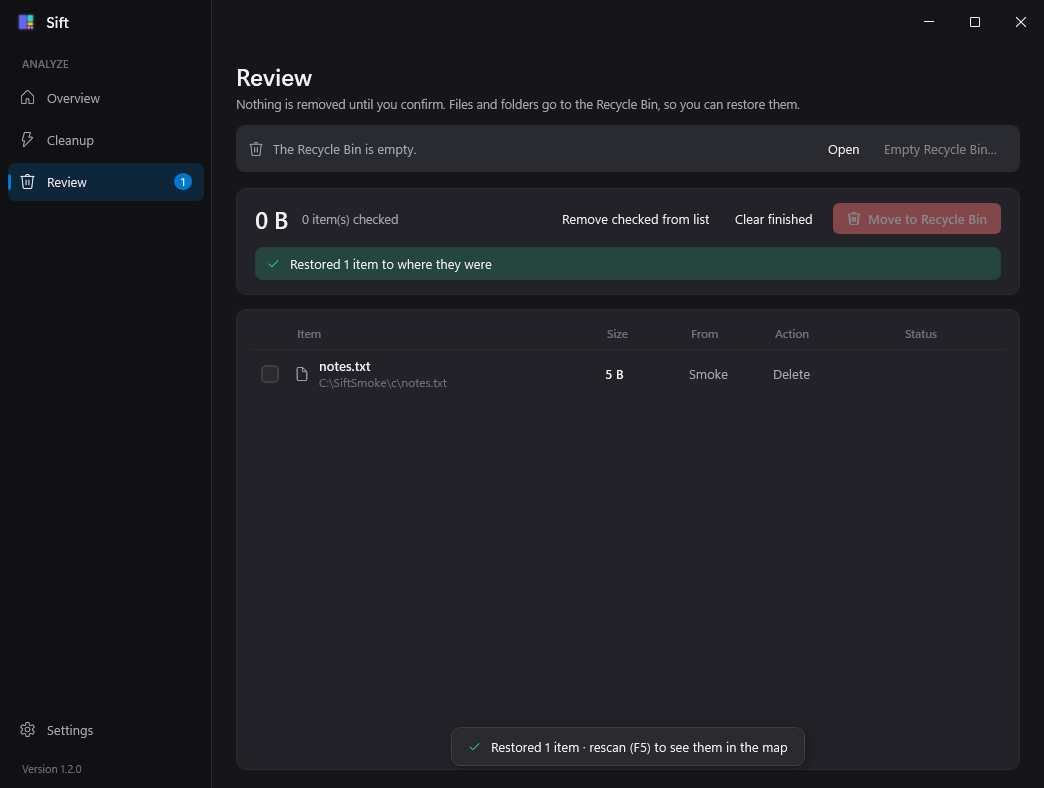 Sift
ANALYZE
Overview
Cleanup
Review 1
Settings
Version 1.2.0
Review
Nothing is removed until you confirm. Files and folders go to the Recycle Bin, so you can restore them.
The Recycle Bin is empty. Open Empty Recycle Bin...
0 B 0 item(s) checked Remove checked from list Clear finished Move to Recycle Bin
Restored 1 item to where they were
Item Size From Action Status
notes.txt 5 B Smoke Delete
C:\SiftSmoke\c\notes.txt
Restored 1 item · rescan (F5) to see them in the map